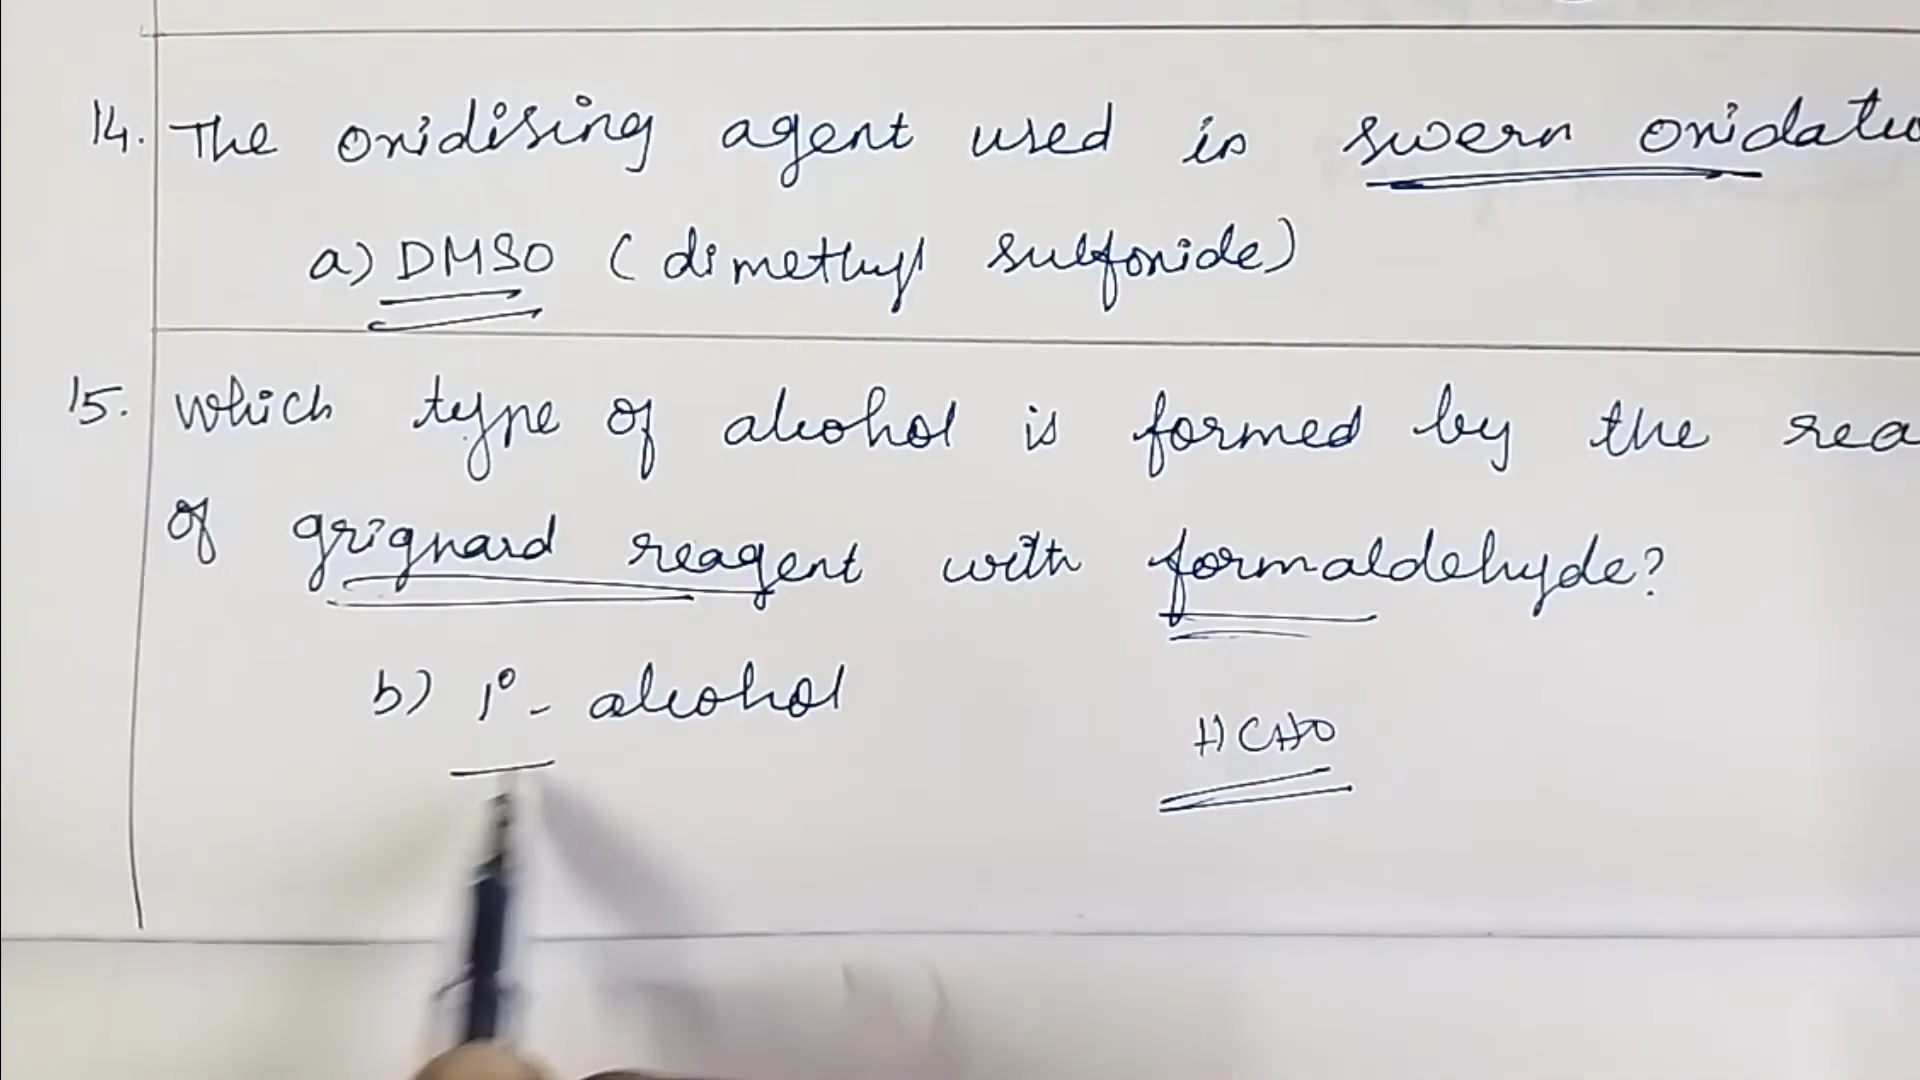 14. The oxidising agent used in swern oxidatio
a) DMSO (dimethyl sulfoxide)
15. which type of alcohol is formed by the rea
of grignard reagent with formaldehyde?
b) 1° - alcohol
HCHO